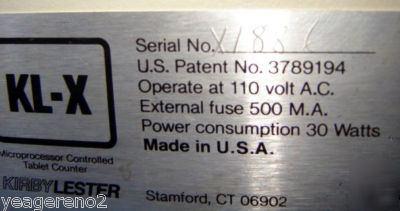 Serial No.
U.S. Patent No. 3789194
Operate at 110 volt A.C.
External fuse 500 M.A.
Power consumption 30 Watts
Made in U.S.A.
KL-X
Microprocessor Controlled
Tablet Counter
KIRBY LESTER
Stamford, CT 06902
yeagereno2